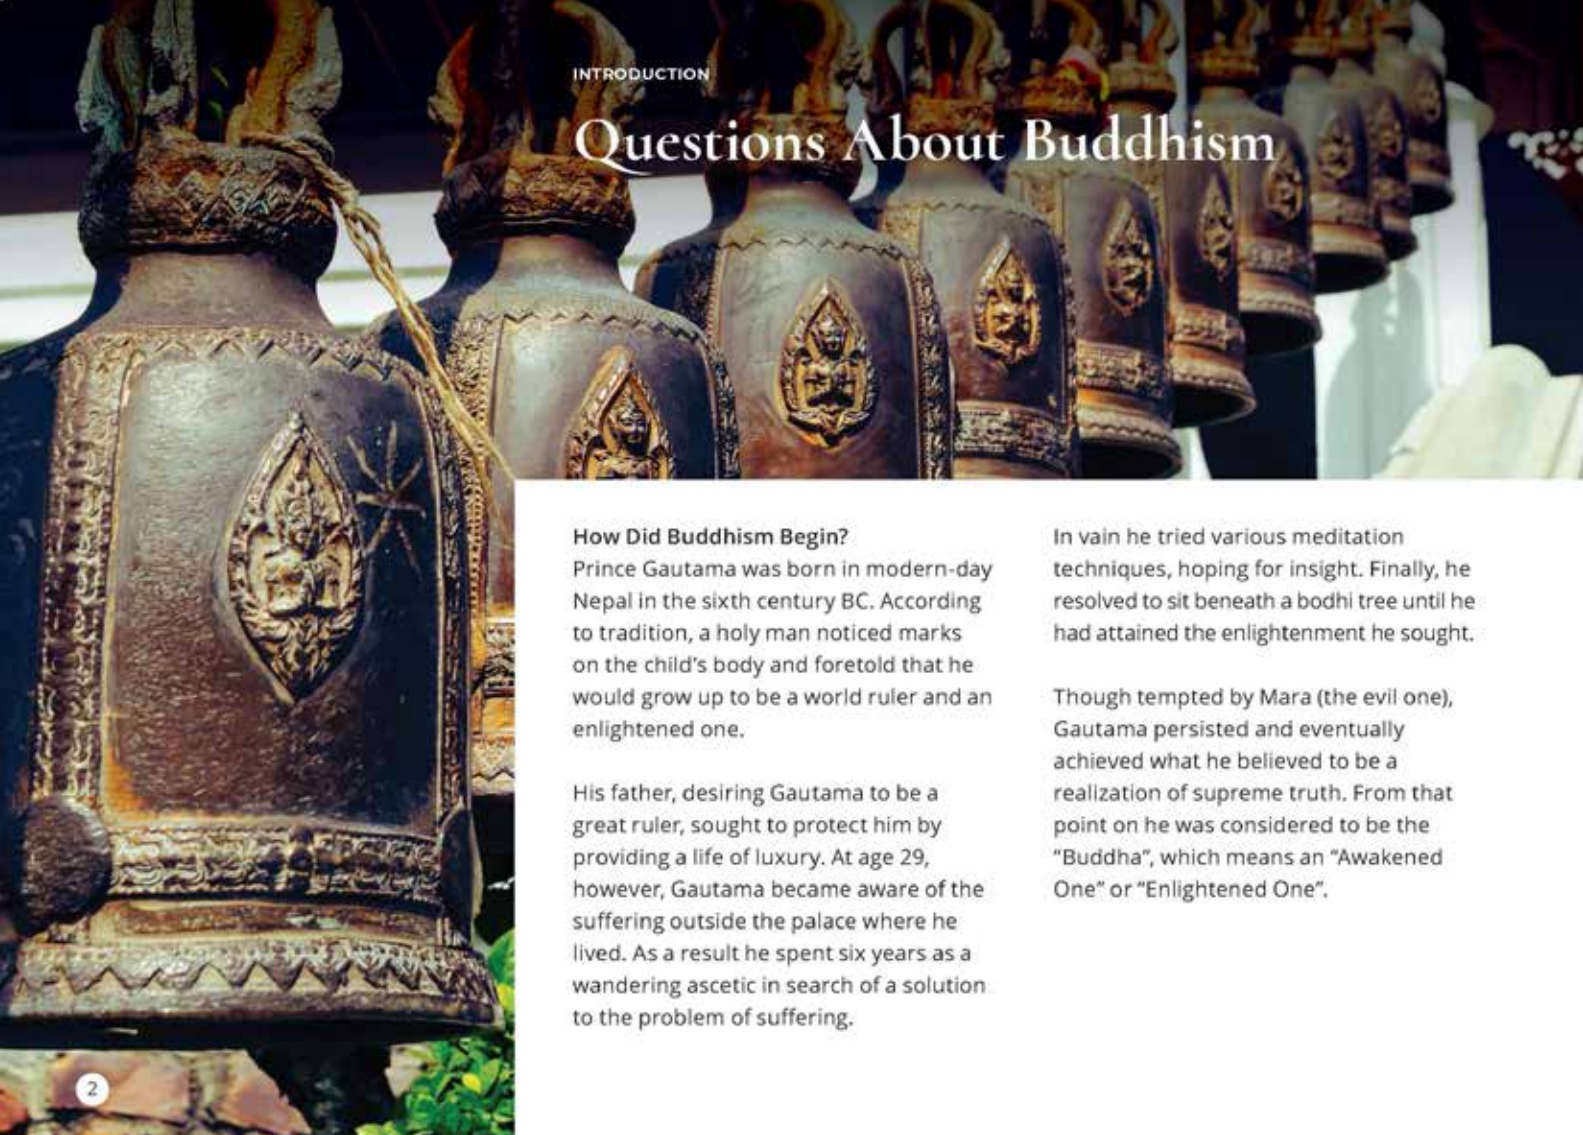 INTRODUCTION
Questions About Buddhism
How Did Buddhism Begin?
Prince Gautama was born in modern-day
Nepal in the sixth century BC. According
to tradition, a holy man noticed marks
on the child's body and foretold that he
would grow up to be a world ruler and an
enlightened one.
His father, desiring Gautama to be a
great ruler, sought to protect him by
providing a life of luxury. At age 29,
however, Gautama became aware of the
suffering outside the palace where he
lived. As a result he spent six years as a
wandering ascetic in search of a solution
to the problem of suffering.
In vain he tried various meditation
techniques, hoping for insight. Finally, he
resolved to sit beneath a bodhi tree until he
had attained the enlightenment he sought.
Though tempted by Mara (the evil one),
Gautama persisted and eventually
achieved what he believed to be a
realization of supreme truth. From that
point on he was considered to be the
“Buddha”, which means an “Awakened
One” or “Enlightened One”.
2